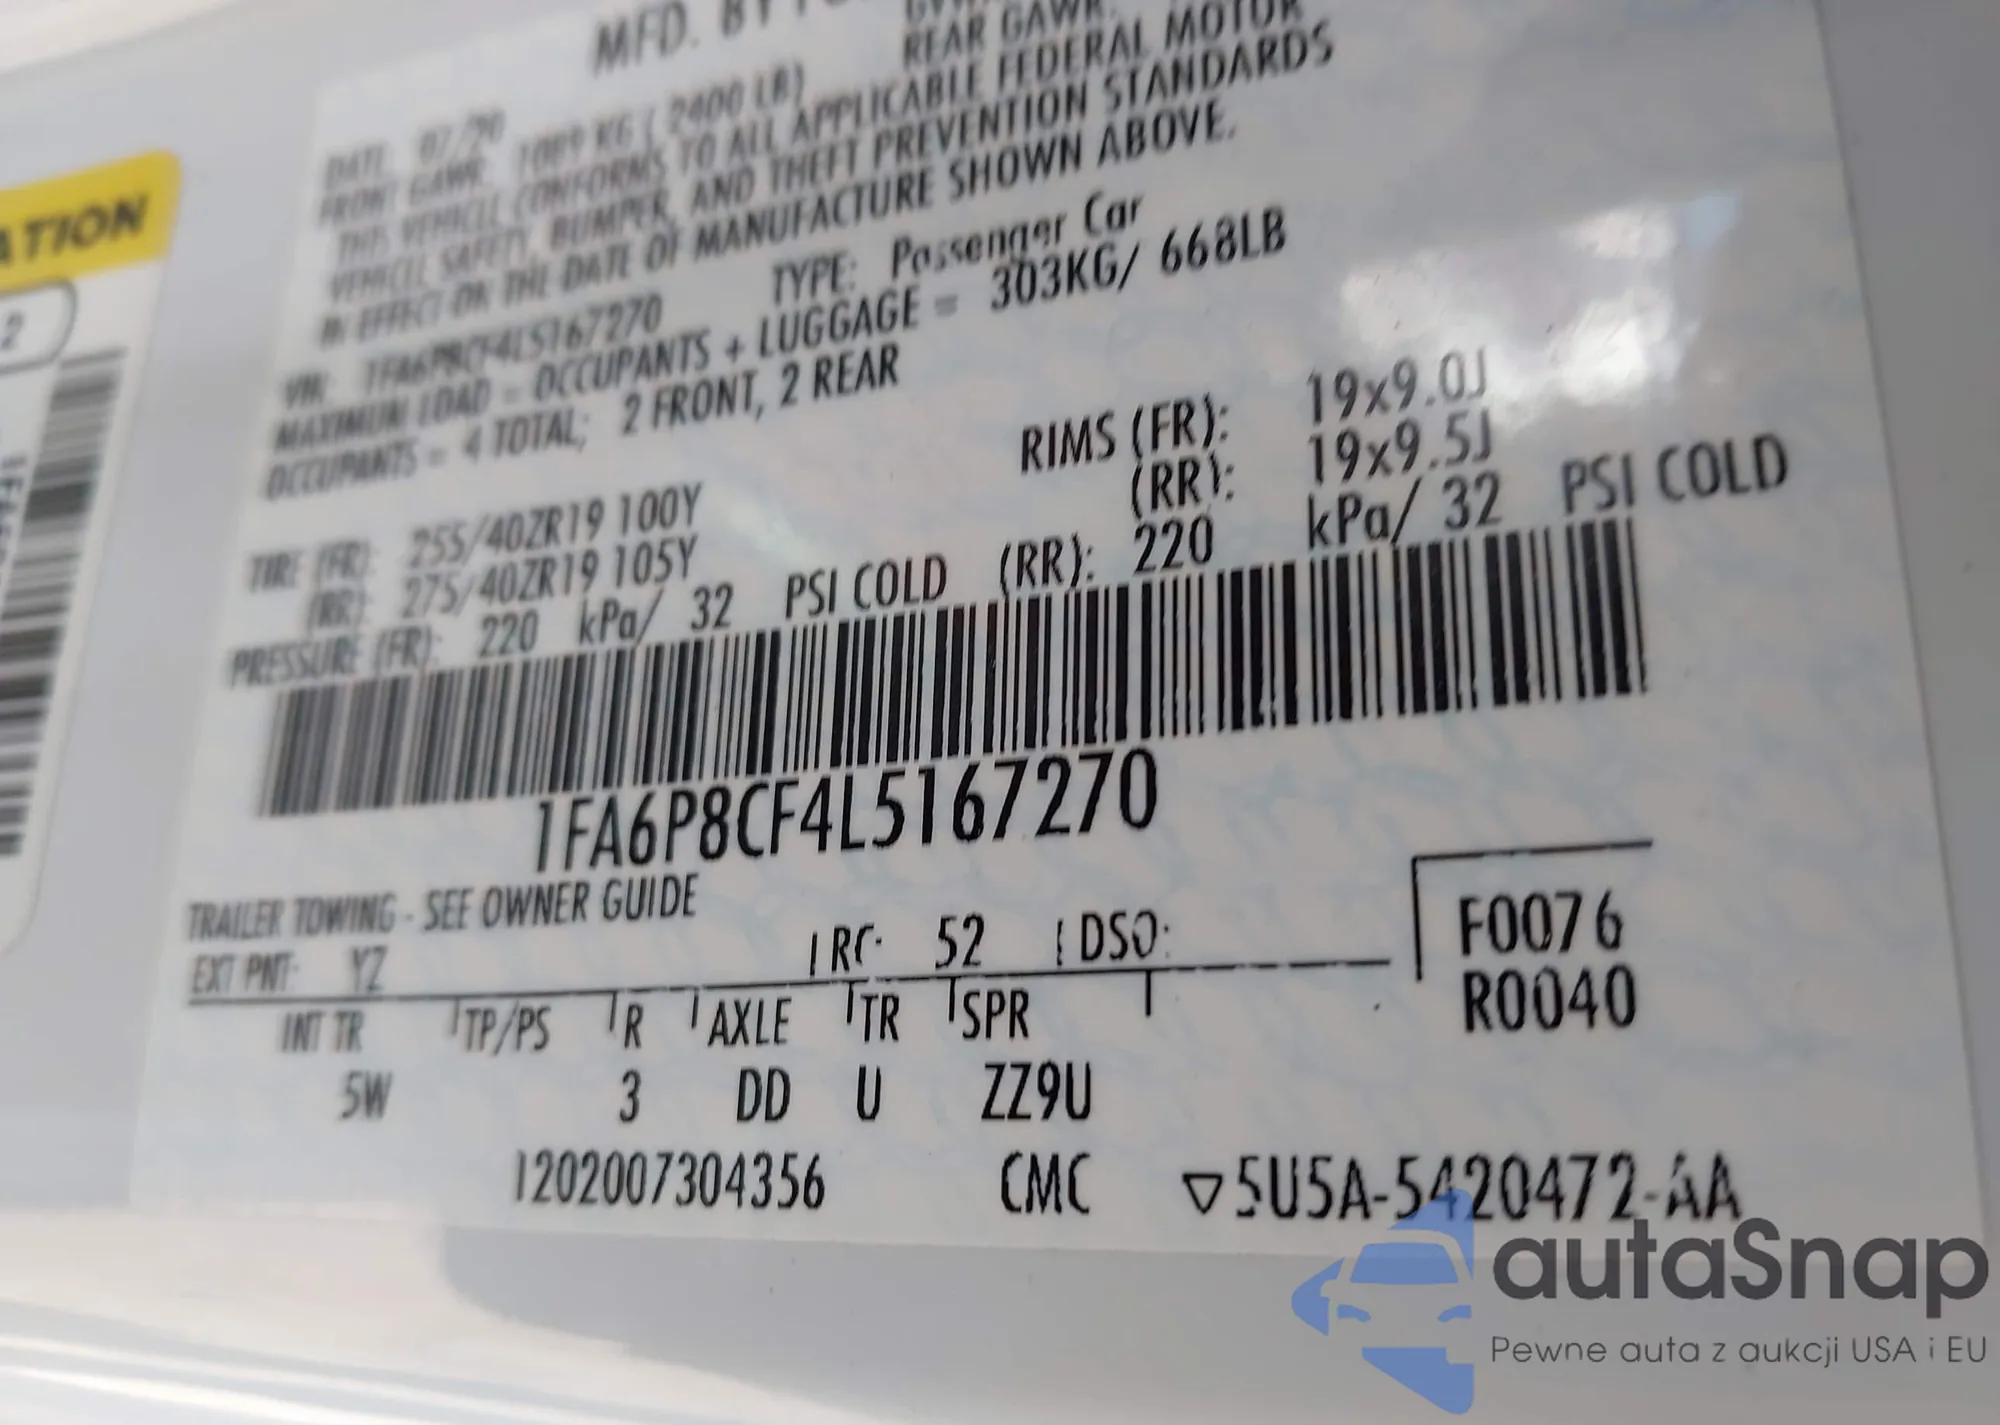 MFD. BY
REAR GAWR:
DATE: 07/20
FRONT GAWR: 1089 KG ( 2400 LB)
THIS VEHICLE CONFORMS TO ALL APPLICABLE FEDERAL MOTOR
VEHICLE SAFETY, BUMPER, AND THEFT PREVENTION STANDARDS
IN EFFECT ON THE DATE OF MANUFACTURE SHOWN ABOVE.
VIN: 1FA6P8CF4L5167270 TYPE: Passenger Car
MAXIMUM LOAD = OCCUPANTS + LUGGAGE = 303KG/ 668LB
OCCUPANTS = 4 TOTAL; 2 FRONT, 2 REAR
TIRE (FR): 255/40ZR19 100Y RIMS (FR): 19x9.0J
(RR): 275/40ZR19 105Y (RR): 19x9.5J
PRESSURE (FR): 220 kPa/ 32 PSI COLD (RR): 220 kPa/ 32 PSI COLD
1FA6P8CF4L5167270
TRAILER TOWING - SEE OWNER GUIDE
EXT PNT: YZ RC: 52 DSO: F0076
R0040
INT TR TP/PS R AXLE TR SPR
5W 3 DD U ZZ9U
1202007304356 CMC ▽5U5A-5420472-AA
ATION
2
autaSnap
Pewne auta z aukcji USA i EU